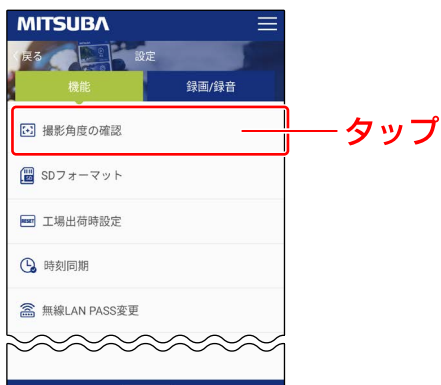 MITSUBA
戻る 設定
機能 録画/録音
撮影角度の確認
タップ
SDフォーマット
RESET 工場出荷時設定
時刻同期
無線LAN PASS変更